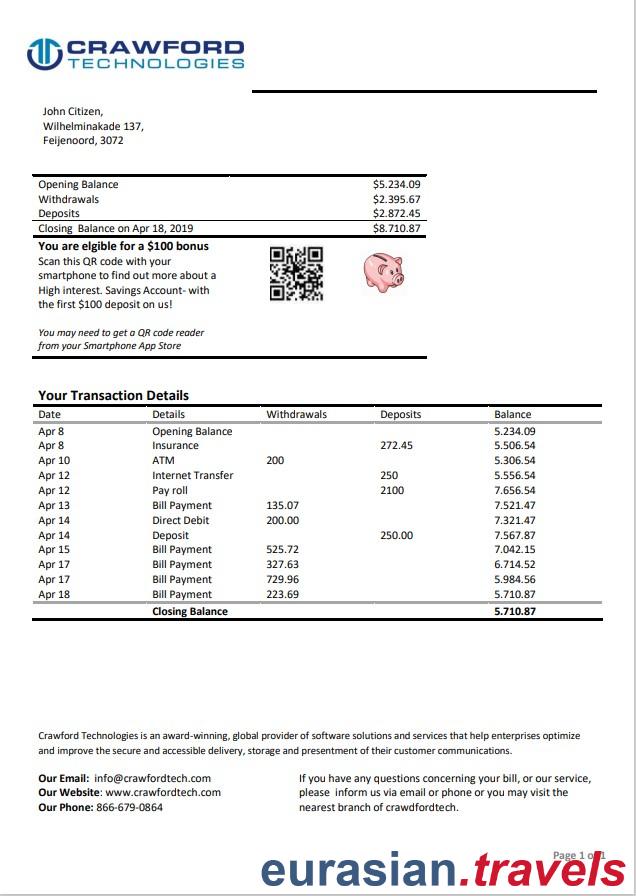 CRAWFORD
TECHNOLOGIES
John Citizen,
Wilhelminakade 137,
Feijenoord, 3072
Opening Balance $5.234.09
Withdrawals $2.395.67
Deposits $2.872.45
Closing Balance on Apr 18, 2019 $8.710.87
You are elgible for a $100 bonus
Scan this QR code with your
smartphone to find out more about a
High interest. Savings Account- with
the first $100 deposit on us!
You may need to get a QR code reader
from your Smartphone App Store
Your Transaction Details
Date Details Withdrawals Deposits Balance
Apr 8 Opening Balance 5.234.09
Apr 8 Insurance 272.45 5.506.54
Apr 10 ATM 200 5.306.54
Apr 12 Internet Transfer 250 5.556.54
Apr 12 Pay roll 2100 7.656.54
Apr 13 Bill Payment 135.07 7.521.47
Apr 14 Direct Debit 200.00 7.321.47
Apr 14 Deposit 250.00 7.567.87
Apr 15 Bill Payment 525.72 7.042.15
Apr 17 Bill Payment 327.63 6.714.52
Apr 17 Bill Payment 729.96 5.984.56
Apr 18 Bill Payment 223.69 5.710.87
Closing Balance 5.710.87
Crawford Technologies is an award-winning, global provider of software solutions and services that help enterprises optimize
and improve the secure and accessible delivery, storage and presentment of their customer communications.
Our Email: info@crawfordtech.com
Our Website: www.crawfordtech.com
Our Phone: 866-679-0864
If you have any questions concerning your bill, or our service,
please inform us via email or phone or you may visit the
nearest branch of crawdfordtech.
Page 1 of 1
eurasian.travels